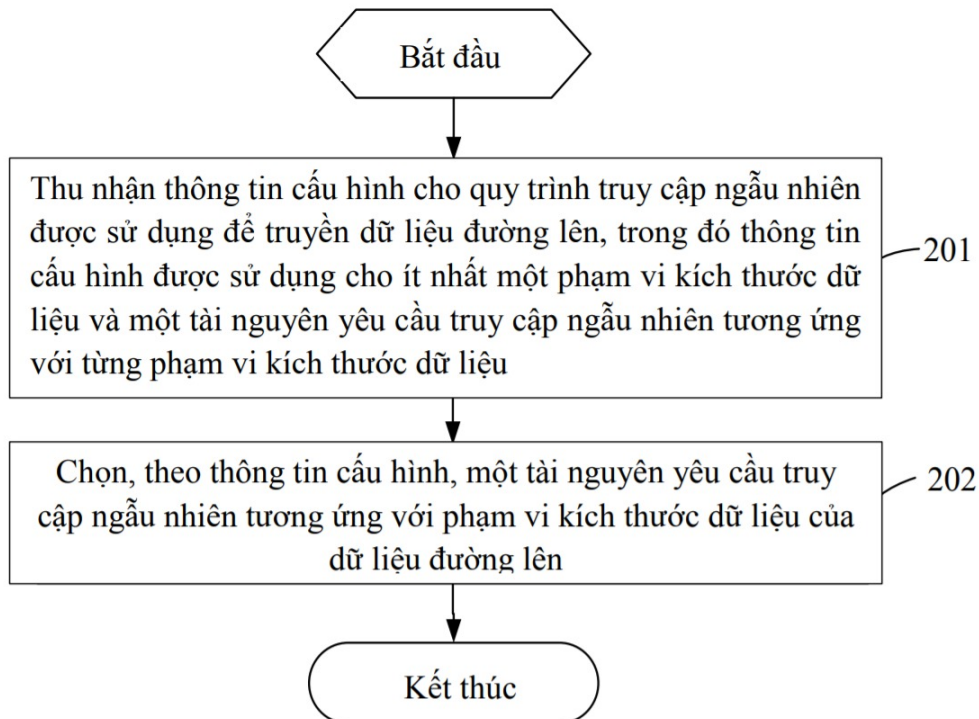 Bắt đầu
Thu nhận thông tin cấu hình cho quy trình truy cập ngẫu nhiên
được sử dụng để truyền dữ liệu đường lên, trong đó thông tin
cấu hình được sử dụng cho ít nhất một phạm vi kích thước dữ
liệu và một tài nguyên yêu cầu truy cập ngẫu nhiên tương ứng
với từng phạm vi kích thước dữ liệu
201
Chọn, theo thông tin cấu hình, một tài nguyên yêu cầu truy
cập ngẫu nhiên tương ứng với phạm vi kích thước dữ liệu của
dữ liệu đường lên
202
Kết thúc